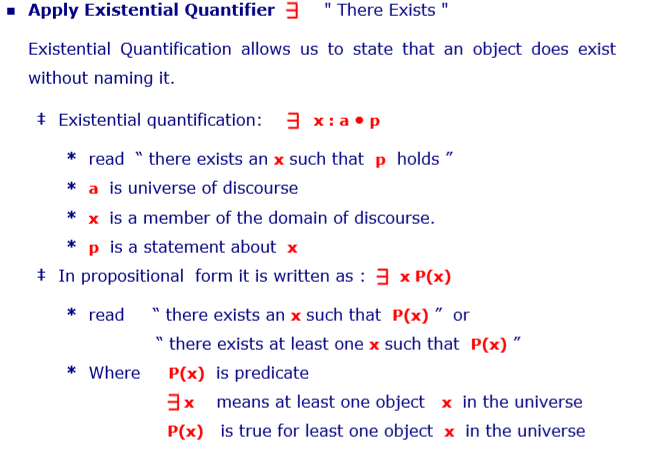 ▪ Apply Existential Quantifier ∃ " There Exists "
Existential Quantification allows us to state that an object does exist
without naming it.
‡ Existential quantification: ∃ x : a • p
* read “ there exists an x such that p holds ”
* a is universe of discourse
* x is a member of the domain of discourse.
* p is a statement about x
‡ In propositional form it is written as : ∃ x P(x)
* read “ there exists an x such that P(x) ” or
“ there exists at least one x such that P(x) ”
* Where P(x) is predicate
∃ x means at least one object x in the universe
P(x) is true for least one object x in the universe